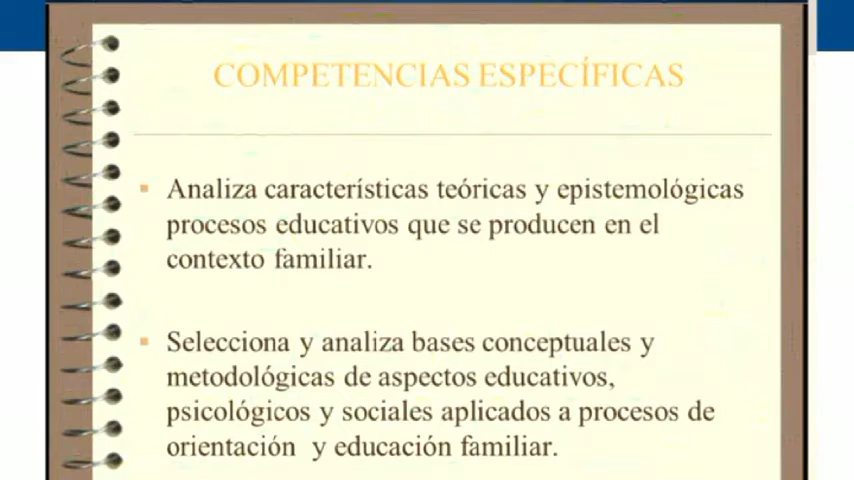 COMPETENCIAS ESPECÍFICAS
Analiza características teóricas y epistemológicas
procesos educativos que se producen en el
contexto familiar.
Selecciona y analiza bases conceptuales y
metodológicas de aspectos educativos,
psicológicos y sociales aplicados a procesos de
orientación y educación familiar.